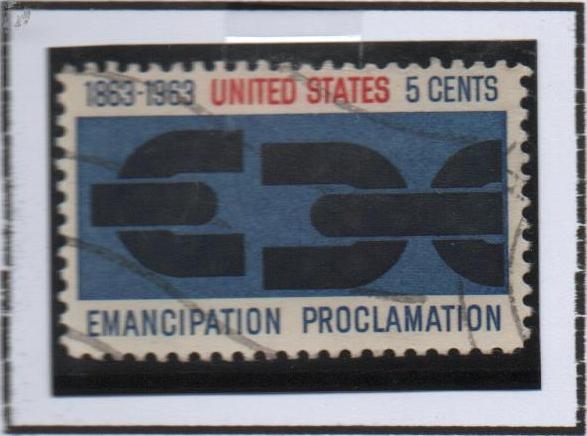 1863-1963 UNITED STATES 5 CENTS
EMANCIPATION PROCLAMATION